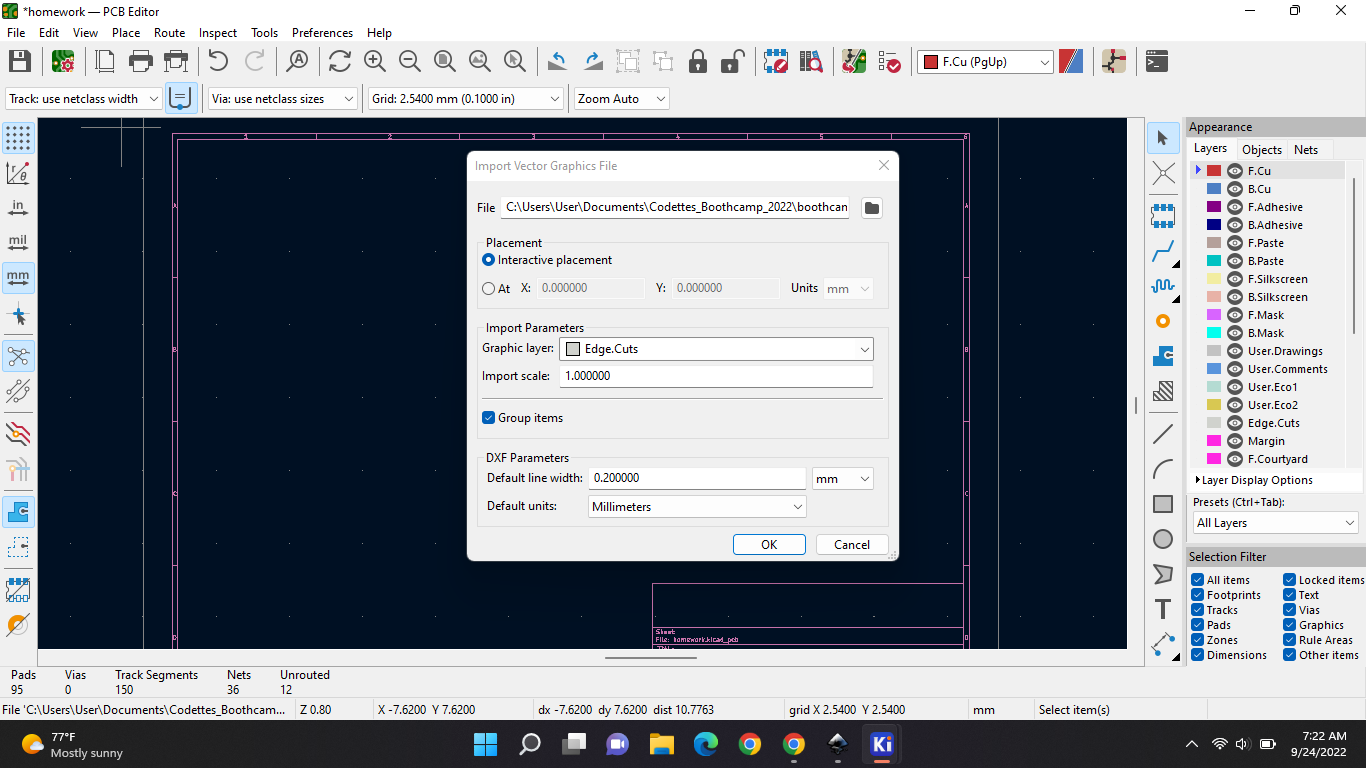 *homework — PCB Editor
File Edit View Place Route Inspect Tools Preferences Help
F.Cu (PgUp)
Track: use netclass width Via: use netclass sizes Grid: 2.5400 mm (0.1000 in) Zoom Auto
in
mil
mm
1 2 3 4 5 6
A
B
C
D
B
C
D
Import Vector Graphics File
File C:\Users\User\Documents\Codettes_Boothcamp_2022\boothcan
Placement
Interactive placement
At X: 0.000000 Y: 0.000000 Units mm
Import Parameters
Graphic layer: Edge.Cuts
Import scale: 1.000000
Group items
DXF Parameters
Default line width: 0.200000 mm
Default units: Millimeters
OK Cancel
Sheet:
File: homework.kicad_pcb
Appearance
Layers Objects Nets
F.Cu
B.Cu
F.Adhesive
B.Adhesive
F.Paste
B.Paste
F.Silkscreen
B.Silkscreen
F.Mask
B.Mask
User.Drawings
User.Comments
User.Eco1
User.Eco2
Edge.Cuts
Margin
F.Courtyard
Layer Display Options
Presets (Ctrl+Tab):
All Layers
Selection Filter
All items Locked items
Footprints Text
Tracks Vias
Pads Graphics
Zones Rule Areas
Dimensions Other items
Pads Vias Track Segments Nets Unrouted
95 0 150 36 12
File 'C:\Users\User\Documents\Codettes_Boothcam... Z 0.80 X -7.6200 Y 7.6200 dx -7.6200 dy 7.6200 dist 10.7763 grid X 2.5400 Y 2.5400 mm Select item(s)
77°F
Mostly sunny
Ki
7:22 AM
9/24/2022